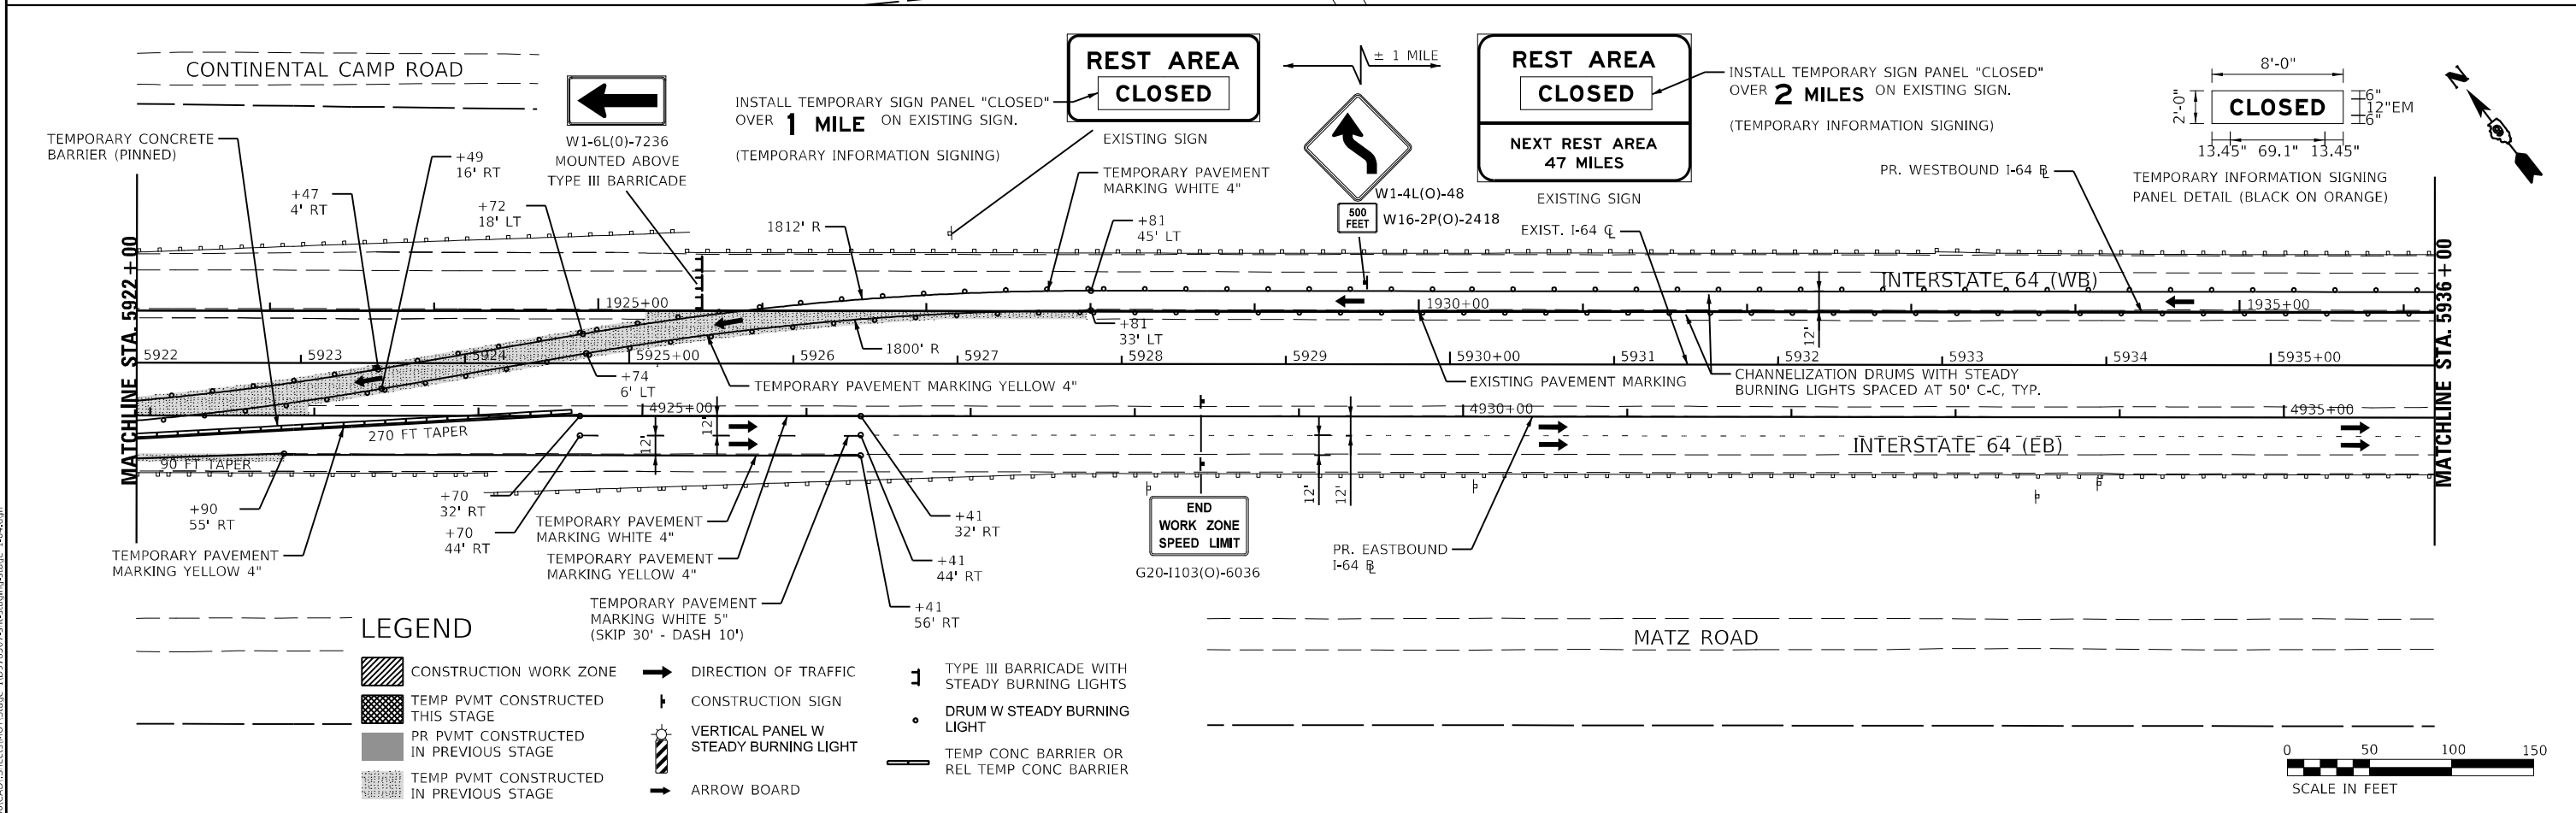 CONTINENTAL CAMP ROAD
TEMPORARY CONCRETE
BARRIER (PINNED)
+47
4' RT
+49
16' RT
+72
18' LT
W1-6L(O)-7236
MOUNTED ABOVE
TYPE III BARRICADE
INSTALL TEMPORARY SIGN PANEL "CLOSED"
OVER 1 MILE ON EXISTING SIGN.
(TEMPORARY INFORMATION SIGNING)
REST AREA
CLOSED
EXISTING SIGN
± 1 MILE
TEMPORARY PAVEMENT
MARKING WHITE 4"
1812' R
+81
45' LT
500
FEET
W1-4L(O)-48
W16-2P(O)-2418
REST AREA
CLOSED
NEXT REST AREA
47 MILES
EXISTING SIGN
INSTALL TEMPORARY SIGN PANEL "CLOSED"
OVER 2 MILES ON EXISTING SIGN.
(TEMPORARY INFORMATION SIGNING)
EXIST. I-64 ℄
PR. WESTBOUND I-64 B L
8'-0"
2'-0"
CLOSED
6"
12"EM
6"
13.45" 69.1" 13.45"
TEMPORARY INFORMATION SIGNING
PANEL DETAIL (BLACK ON ORANGE)
N
MATCHLINE STA. 5922+00
MATCHLINE STA. 5936+00
INTERSTATE 64 (WB)
1925+00
1930+00
1935+00
12'
+81
33' LT
1800' R
5922
5923
5924
5925+00
5926
5927
5928
5929
5930+00
5931
5932
5933
5934
5935+00
+74
6' LT
TEMPORARY PAVEMENT MARKING YELLOW 4"
EXISTING PAVEMENT MARKING
CHANNELIZATION DRUMS WITH STEADY
BURNING LIGHTS SPACED AT 50' C-C, TYP.
4925+00
4930+00
4935+00
270 FT TAPER
90 FT TAPER
12'
12'
12'
12'
INTERSTATE 64 (EB)
+90
55' RT
TEMPORARY PAVEMENT
MARKING YELLOW 4"
+70
32' RT
+70
44' RT
TEMPORARY PAVEMENT
MARKING WHITE 4"
TEMPORARY PAVEMENT
MARKING YELLOW 4"
TEMPORARY PAVEMENT
MARKING WHITE 5"
(SKIP 30' - DASH 10')
+41
32' RT
+41
44' RT
+41
56' RT
END
WORK ZONE
SPEED LIMIT
G20-I103(O)-6036
PR. EASTBOUND
I-64 B L
MATZ ROAD
LEGEND
CONSTRUCTION WORK ZONE
TEMP PVMT CONSTRUCTED
THIS STAGE
PR PVMT CONSTRUCTED
IN PREVIOUS STAGE
TEMP PVMT CONSTRUCTED
IN PREVIOUS STAGE
DIRECTION OF TRAFFIC
CONSTRUCTION SIGN
VERTICAL PANEL W
STEADY BURNING LIGHT
ARROW BOARD
TYPE III BARRICADE WITH
STEADY BURNING LIGHTS
DRUM W STEADY BURNING
LIGHT
TEMP CONC BARRIER OR
REL TEMP CONC BARRIER
0 50 100 150
SCALE IN FEET